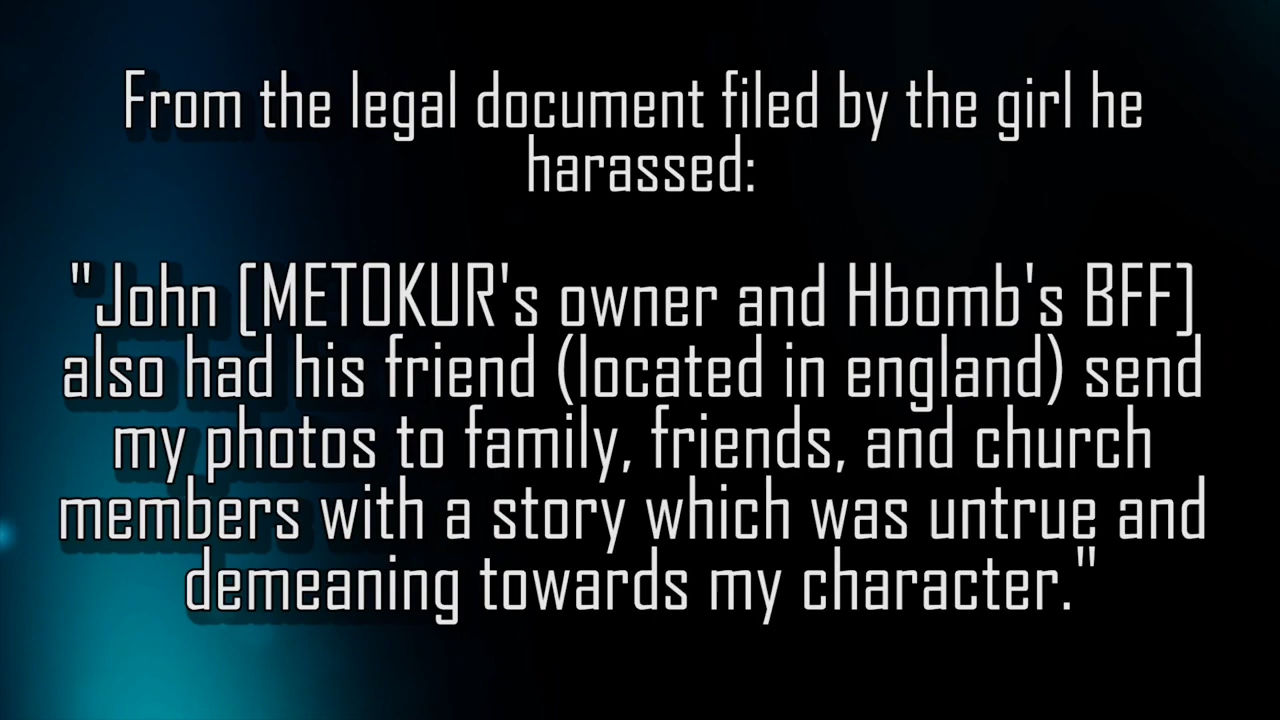 From the legal document filed by the girl he
harassed:
"John [METOKUR's owner and Hbomb's BFF]
also had his friend (located in england) send
my photos to family, friends, and church
members with a story which was untrue and
demeaning towards my character."